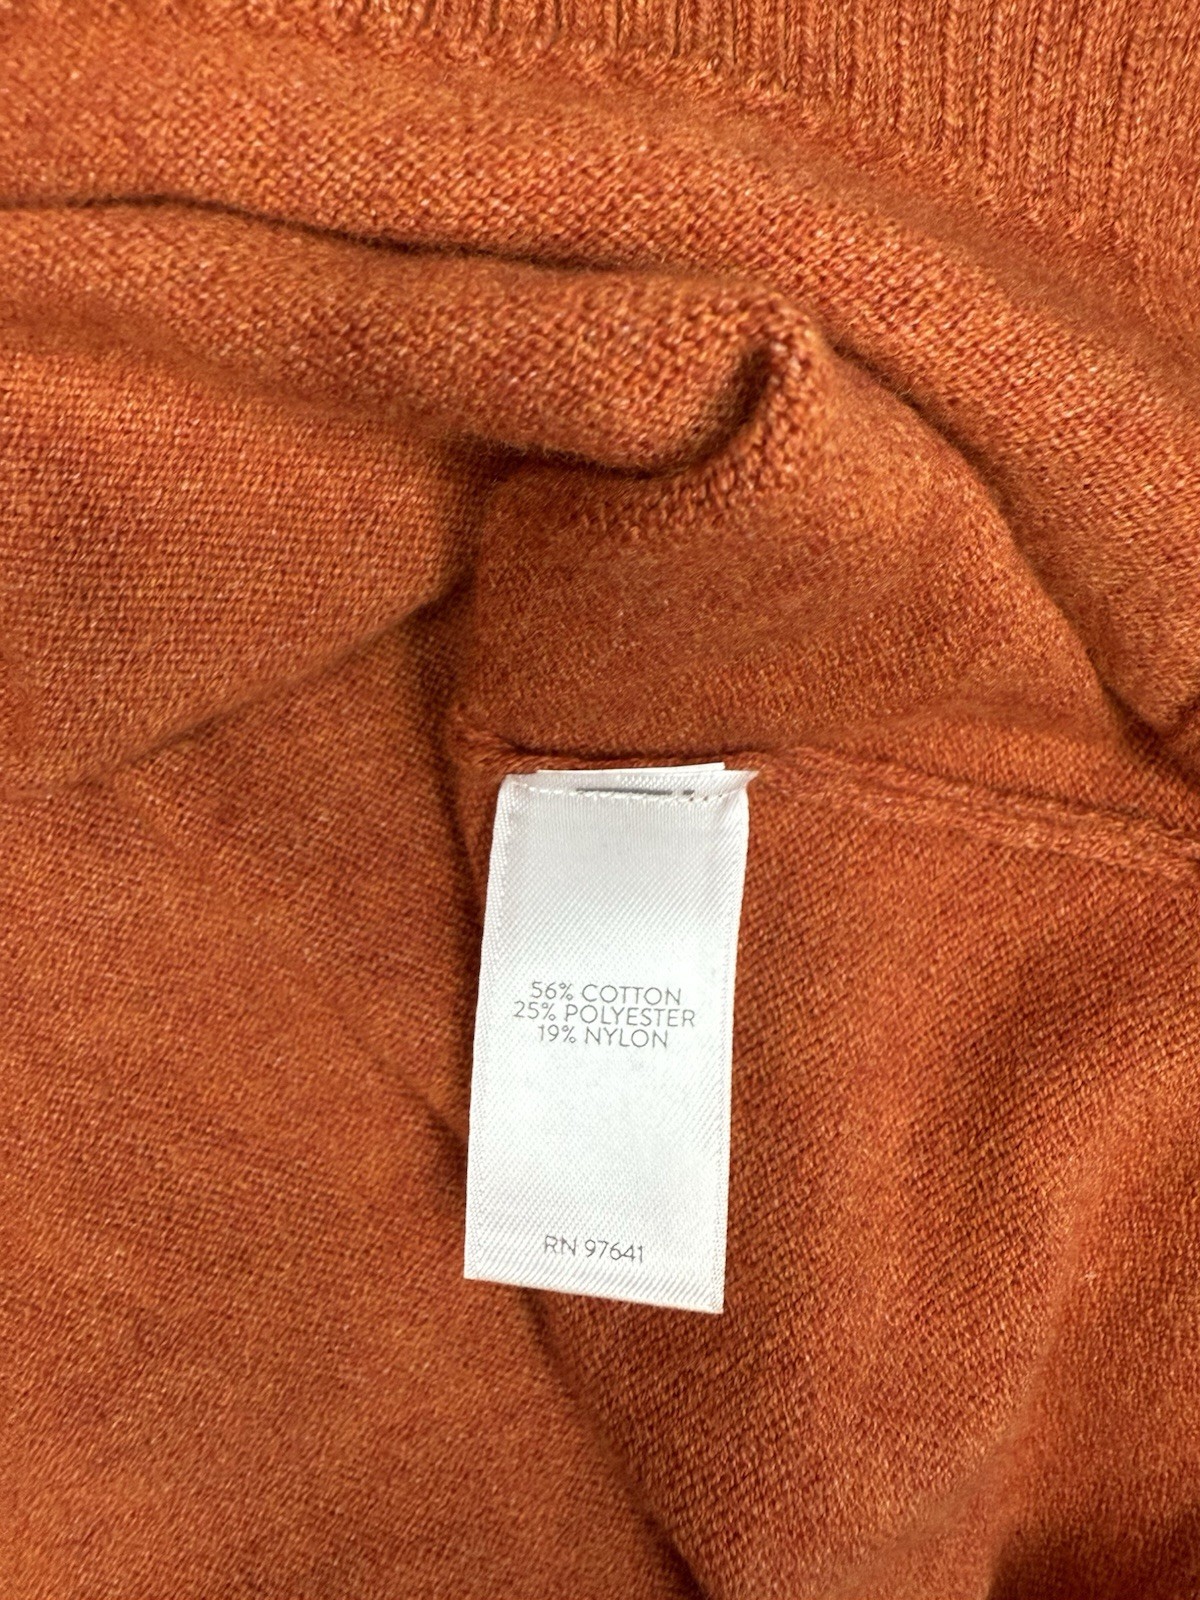 56% COTTON
25% POLYESTER
19% NYLON
RN 97641